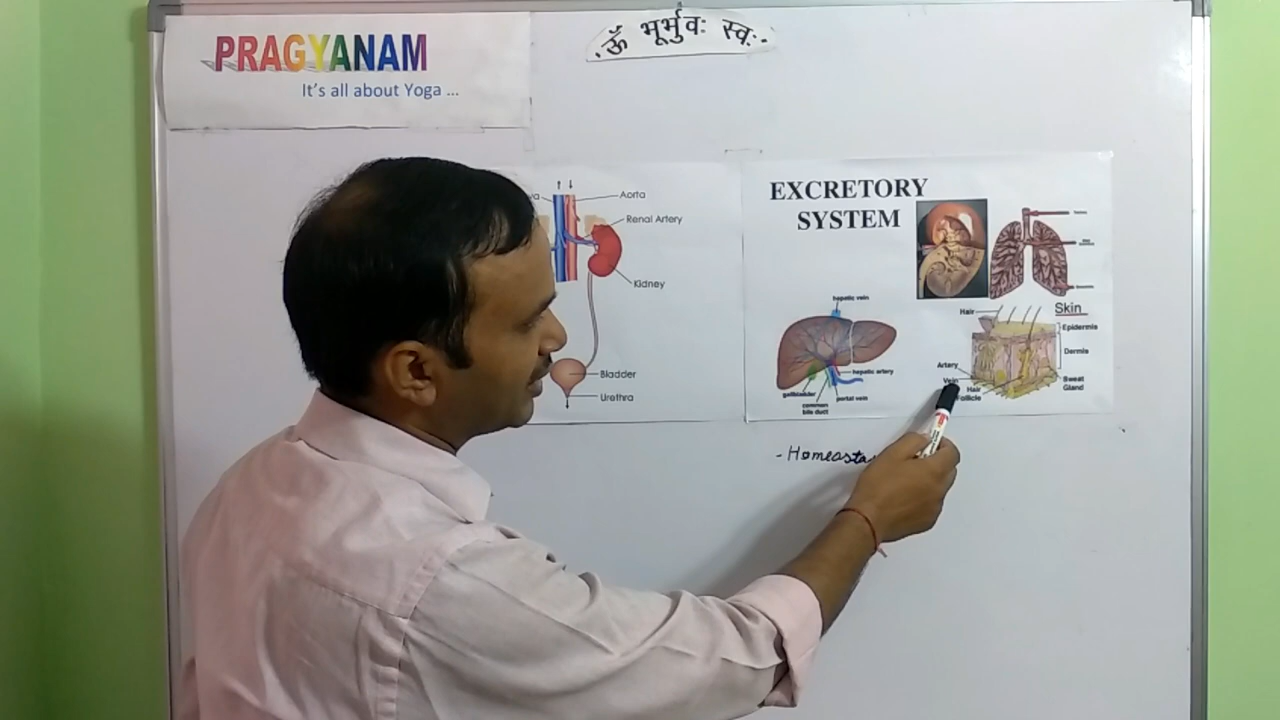 PRAGYANAM
It's all about Yoga ...
.ॐ भूर्भुवः स्वः.
Aorta
Renal Artery
Kidney
Bladder
Urethra
EXCRETORY
SYSTEM
hepatic vein
hepatic artery
gallbladder
common
bile duct
portal vein
Skin
Hair
Epidermis
Dermis
Artery
Vein
Sweat
Gland
Hair
Follicle
- Homeosta